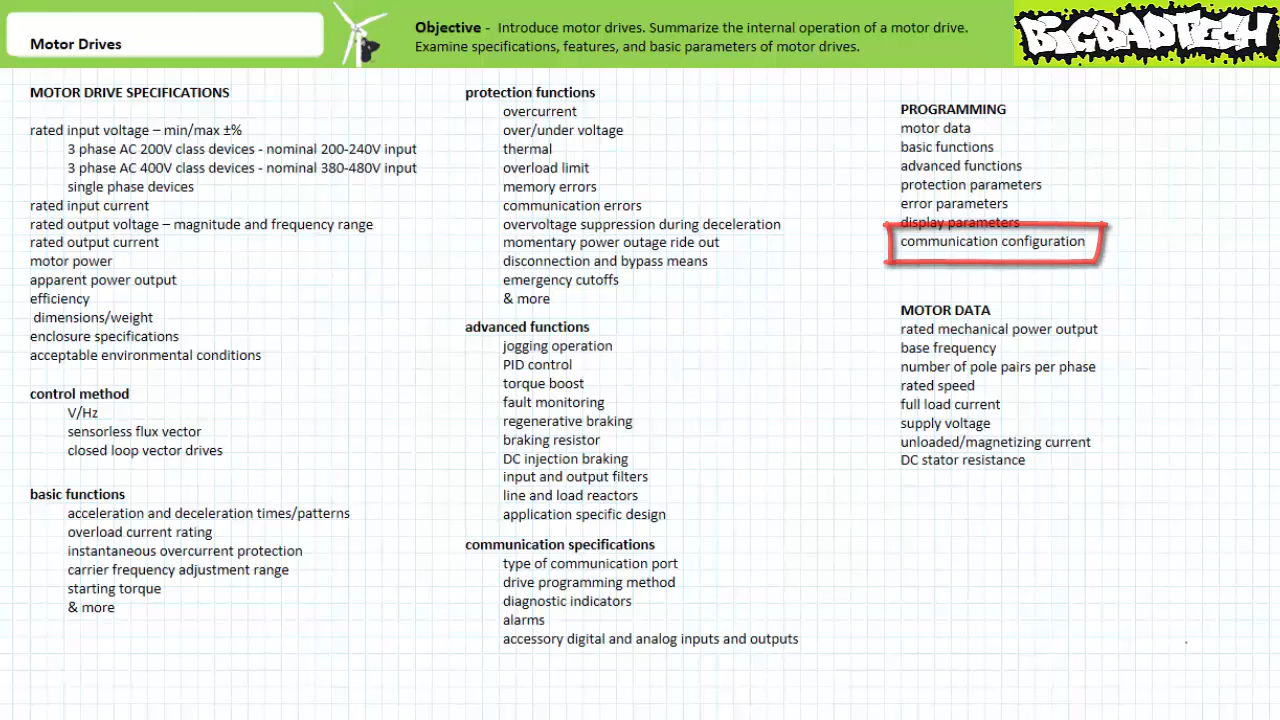 Motor Drives
Objective - Introduce motor drives. Summarize the internal operation of a motor drive.
Examine specifications, features, and basic parameters of motor drives.
BIGBADTECH
MOTOR DRIVE SPECIFICATIONS
rated input voltage – min/max ±%
3 phase AC 200V class devices - nominal 200-240V input
3 phase AC 400V class devices - nominal 380-480V input
single phase devices
rated input current
rated output voltage – magnitude and frequency range
rated output current
motor power
apparent power output
efficiency
dimensions/weight
enclosure specifications
acceptable environmental conditions
control method
V/Hz
sensorless flux vector
closed loop vector drives
basic functions
acceleration and deceleration times/patterns
overload current rating
instantaneous overcurrent protection
carrier frequency adjustment range
starting torque
& more
protection functions
overcurrent
over/under voltage
thermal
overload limit
memory errors
communication errors
overvoltage suppression during deceleration
momentary power outage ride out
disconnection and bypass means
emergency cutoffs
& more
advanced functions
jogging operation
PID control
torque boost
fault monitoring
regenerative braking
braking resistor
DC injection braking
input and output filters
line and load reactors
application specific design
communication specifications
type of communication port
drive programming method
diagnostic indicators
alarms
accessory digital and analog inputs and outputs
PROGRAMMING
motor data
basic functions
advanced functions
protection parameters
error parameters
display parameters
communication configuration
MOTOR DATA
rated mechanical power output
base frequency
number of pole pairs per phase
rated speed
full load current
supply voltage
unloaded/magnetizing current
DC stator resistance